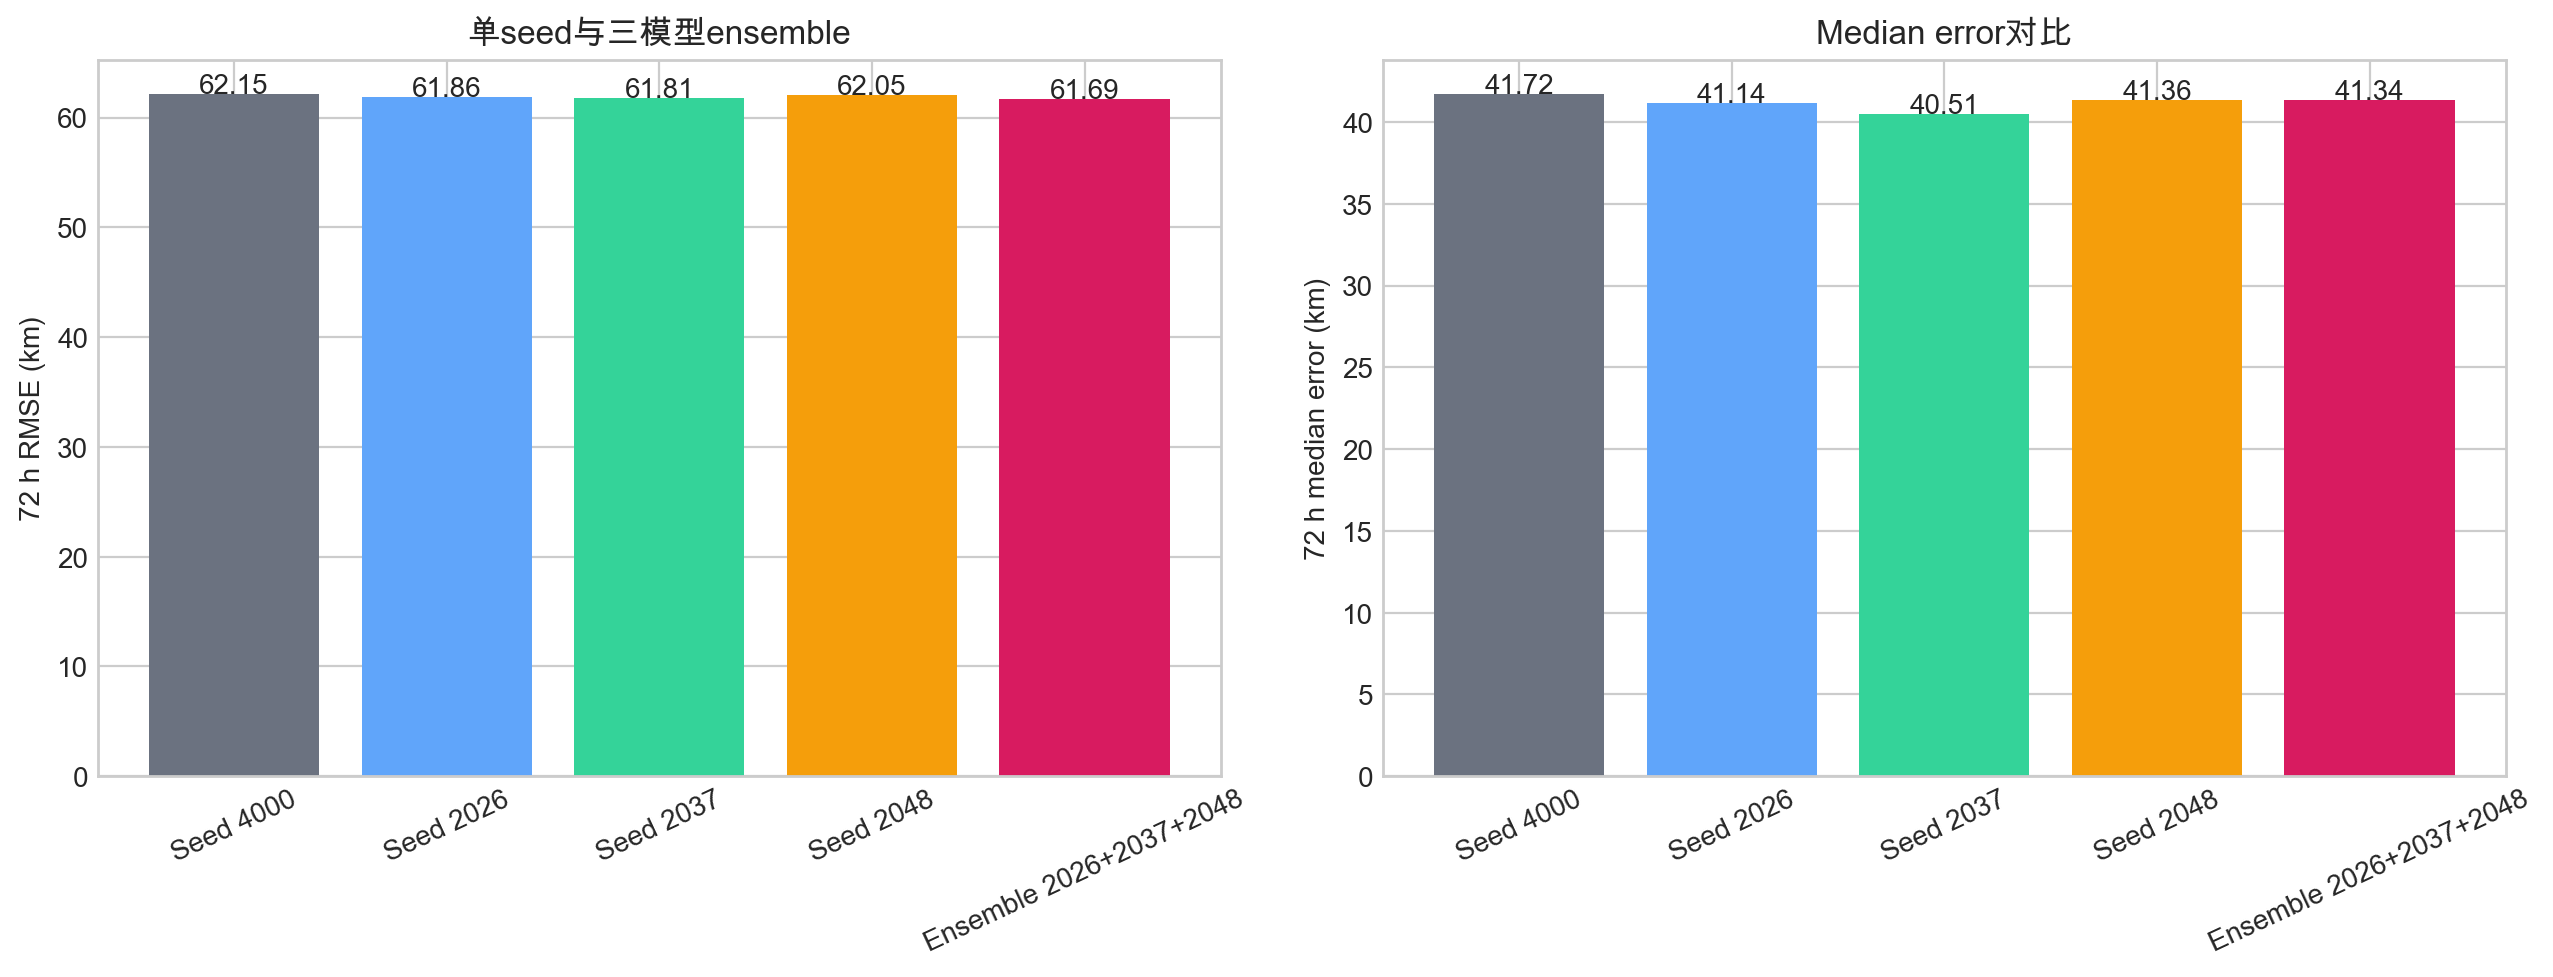 单seed与三模型ensemble
72 h RMSE (km)
60
50
40
30
20
10
0
62.15
61.86
61.81
62.05
61.69
Seed 4000
Seed 2026
Seed 2037
Seed 2048
Ensemble 2026+2037+2048
Median error对比
72 h median error (km)
40
35
30
25
20
15
10
5
0
41.72
41.14
40.51
41.36
41.34
Seed 4000
Seed 2026
Seed 2037
Seed 2048
Ensemble 2026+2037+2048